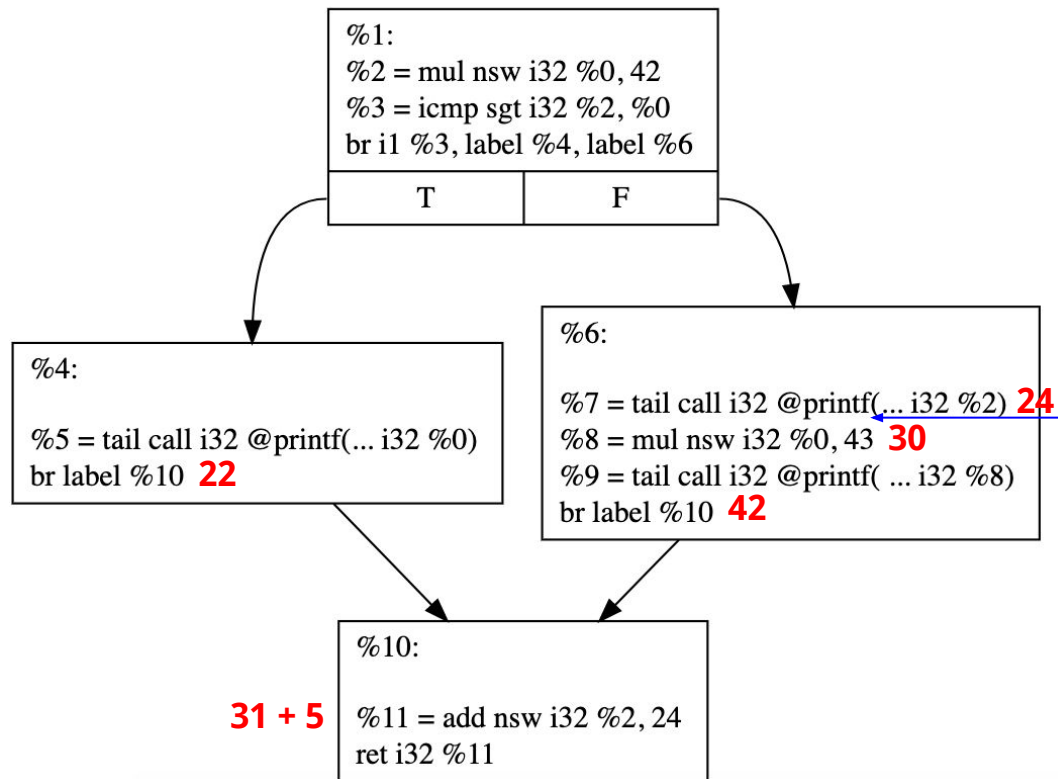 %1:
%2 = mul nsw i32 %0, 42
%3 = icmp sgt i32 %2, %0
br i1 %3, label %4, label %6
T F
%4:
%5 = tail call i32 @printf(... i32 %0)
br label %10 22
%6:
%7 = tail call i32 @printf(... i32 %2) 24
%8 = mul nsw i32 %0, 43 30
%9 = tail call i32 @printf( ... i32 %8)
br label %10 42
%10:
31 + 5 %11 = add nsw i32 %2, 24
ret i32 %11